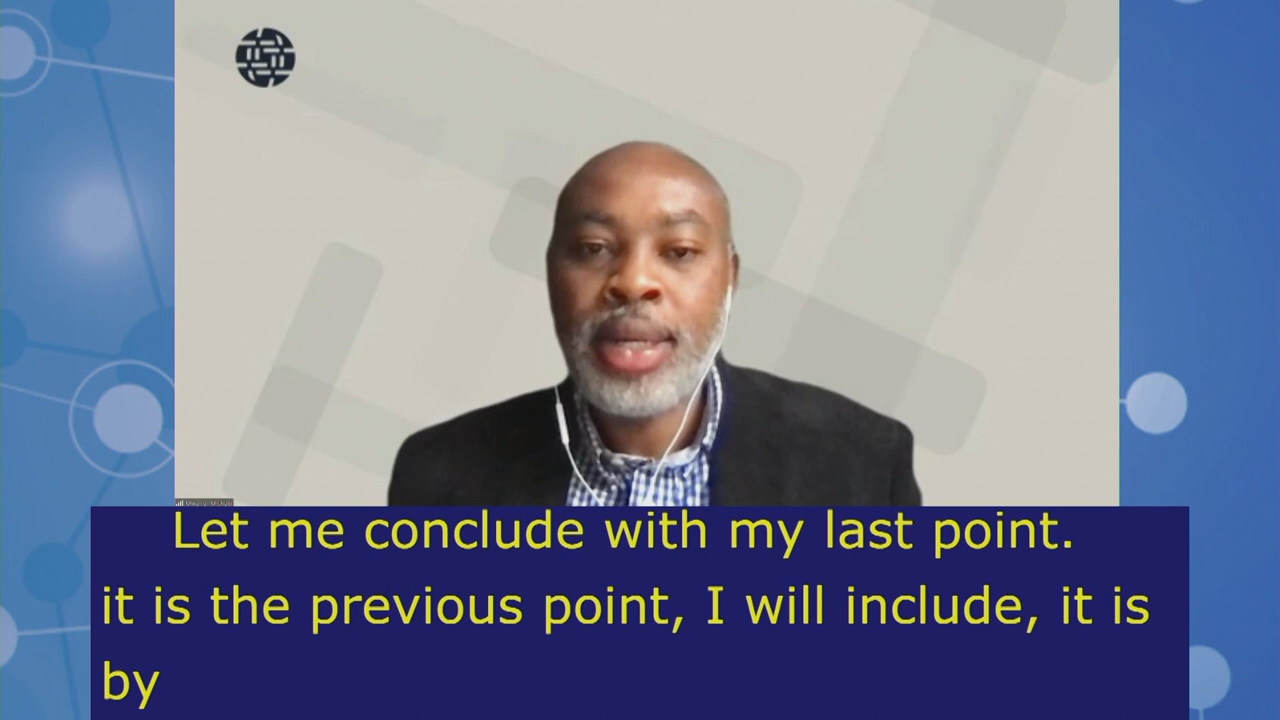 Let me conclude with my last point.
it is the previous point, I will include, it is
by